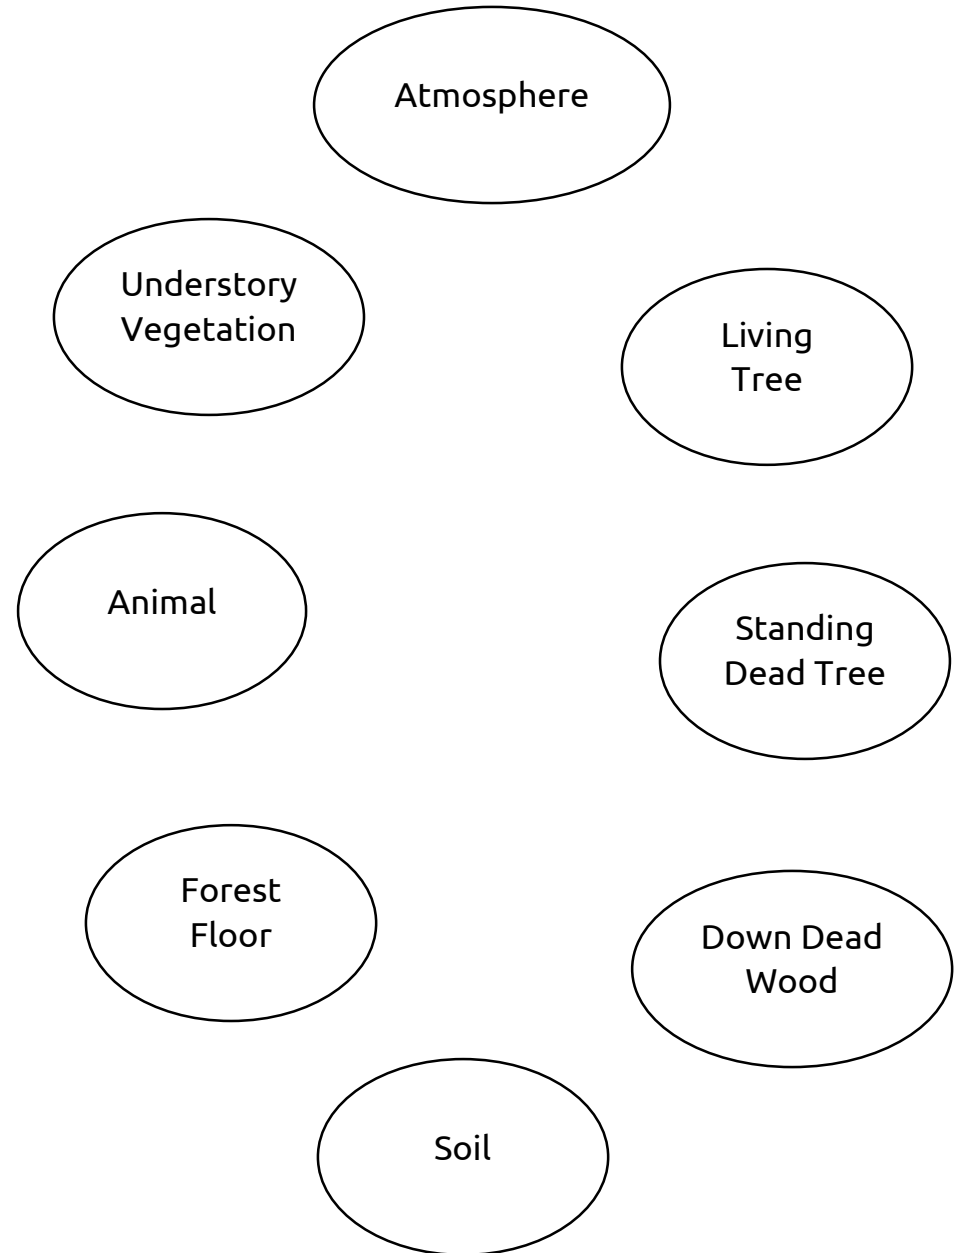 Atmosphere
Understory
Vegetation
Living
Tree
Animal
Standing
Dead Tree
Forest
Floor
Down Dead
Wood
Soil